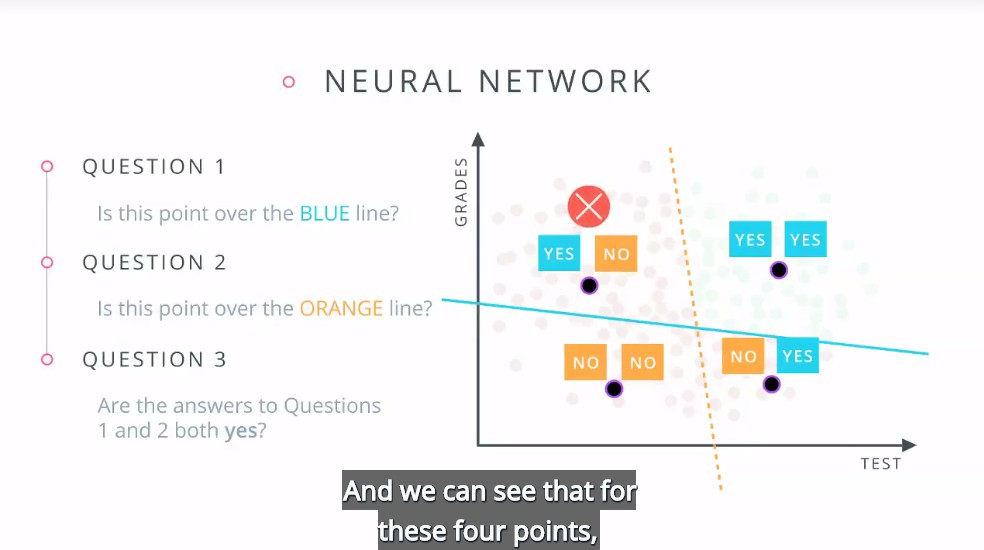 NEURAL NETWORK
QUESTION 1
Is this point over the BLUE line?
QUESTION 2
Is this point over the ORANGE line?
QUESTION 3
Are the answers to Questions
1 and 2 both yes?
GRADES
YES NO
YES YES
NO NO
NO YES
TEST
And we can see that for
these four points,